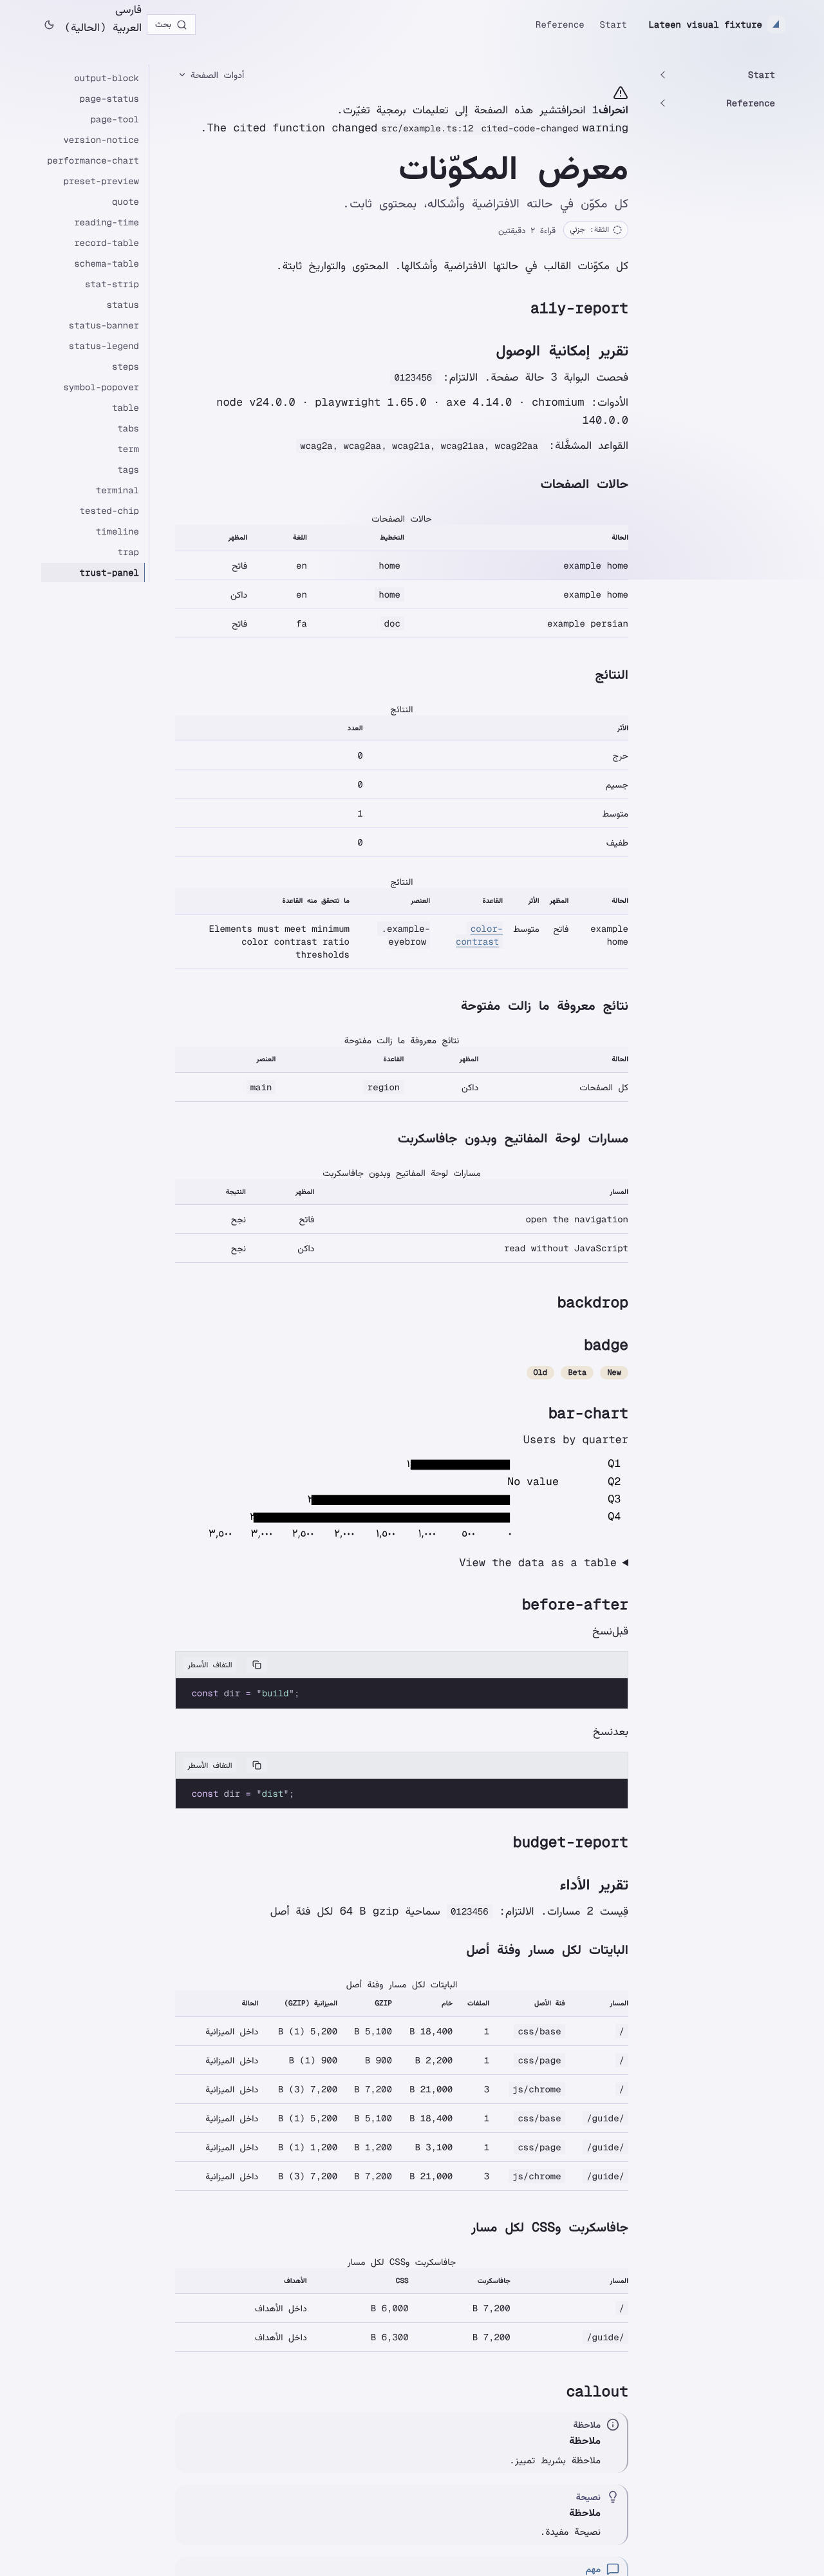 Lateen visual fixture
Start
Reference
بحث
فارسی
العربية (الحالية)
Start
Reference
أدوات الصفحة
انحراف1 انحرافتشير هذه الصفحة إلى تعليمات برمجية تغيّرت.
warning cited-code-changed src/example.ts:12 The cited function changed.
معرض المكوّنات
كل مكوّن في حالته الافتراضية وأشكاله، بمحتوى ثابت.
الثقة: جزئي
قراءة ٢ دقيقتين
كل مكوّنات القالب في حالتها الافتراضية وأشكالها. المحتوى والتواريخ ثابتة.
a11y-report
تقرير إمكانية الوصول
فحصت البوابة 3 حالة صفحة. الالتزام: 0123456
الأدوات: node v24.0.0 · playwright 1.65.0 · axe 4.14.0 · chromium
140.0.0
القواعد المشغَّلة: wcag2a, wcag2aa, wcag21a, wcag21aa, wcag22aa
حالات الصفحات
حالات الصفحات
الحالة التخطيط اللغة المظهر
example home home en فاتح
example home home en داكن
example persian doc fa فاتح
النتائج
النتائج
الأثر العدد
حرج 0
جسيم 0
متوسط 1
طفيف 0
النتائج
الحالة المظهر الأثر القاعدة العنصر ما تتحقق منه القاعدة
example home فاتح متوسط color-contrast .example-eyebrow Elements must meet minimum color contrast ratio thresholds
نتائج معروفة ما زالت مفتوحة
نتائج معروفة ما زالت مفتوحة
الحالة المظهر القاعدة العنصر
كل الصفحات داكن region main
مسارات لوحة المفاتيح وبدون جافاسكربت
مسارات لوحة المفاتيح وبدون جافاسكربت
المسار المظهر النتيجة
open the navigation فاتح نجح
read without JavaScript داكن نجح
backdrop
badge
New Beta Old
bar-chart
Users by quarter
Q1
Q2 No value
Q3
Q4
٠ ٥٠٠ ١,٠٠٠ ١,٥٠٠ ٢,٠٠٠ ٢,٥٠٠ ٣,٠٠٠ ٣,٥٠٠
View the data as a table
before-after
قبلنسخ
التفاف الأسطر
const dir = "build";
بعدنسخ
التفاف الأسطر
const dir = "dist";
budget-report
تقرير الأداء
قِيست 2 مسارات. الالتزام: 0123456 سماحية 64 B gzip لكل فئة أصل
البايتات لكل مسار وفئة أصل
البايتات لكل مسار وفئة أصل
المسار فئة الأصل الملفات خام GZIP الميزانية (GZIP) الحالة
/ css/base 1 18,400 B 5,100 B 5,200 B (1) داخل الميزانية
/ css/page 1 2,200 B 900 B 900 B (1) داخل الميزانية
/ js/chrome 3 21,000 B 7,200 B 7,200 B (3) داخل الميزانية
/guide/ css/base 1 18,400 B 5,100 B 5,200 B (1) داخل الميزانية
/guide/ css/page 1 3,100 B 1,200 B 1,200 B (1) داخل الميزانية
/guide/ js/chrome 3 21,000 B 7,200 B 7,200 B (3) داخل الميزانية
جافاسكربت وCSS لكل مسار
جافاسكربت وCSS لكل مسار
المسار جافاسكربت CSS الأهداف
/ 7,200 B 6,000 B داخل الأهداف
/guide/ 7,200 B 6,300 B داخل الأهداف
callout
ملاحظة
ملاحظة
ملاحظة بشريط تمييز.
نصيحة
ملاحظة
نصيحة مفيدة.
مهم
output-block
page-status
page-tool
version-notice
performance-chart
preset-preview
quote
reading-time
record-table
schema-table
stat-strip
status
status-banner
status-legend
steps
symbol-popover
table
tabs
term
tags
terminal
tested-chip
timeline
trap
trust-panel